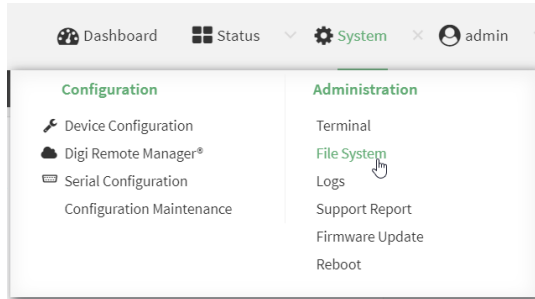 Dashboard Status System admin
Configuration
Device Configuration
Digi Remote Manager®
Serial Configuration
Configuration Maintenance
Administration
Terminal
File System
Logs
Support Report
Firmware Update
Reboot